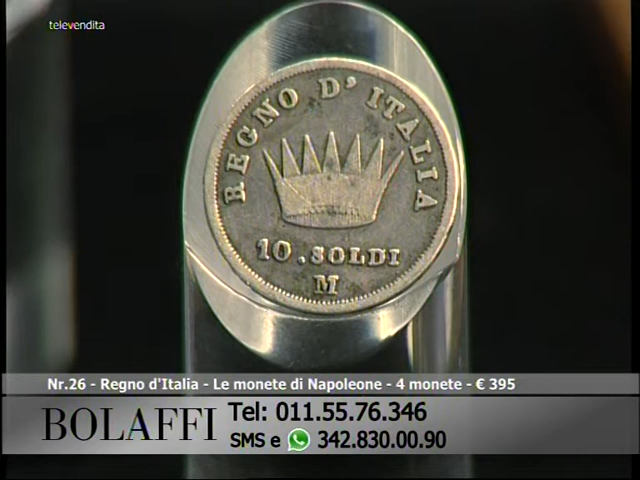 televendita
REGNO D'ITALIA
10.SOLDI
M
Nr.26 - Regno d'Italia - Le monete di Napoleone - 4 monete - € 395
BOLAFFI
Tel: 011.55.76.346
SMS e 342.830.00.90